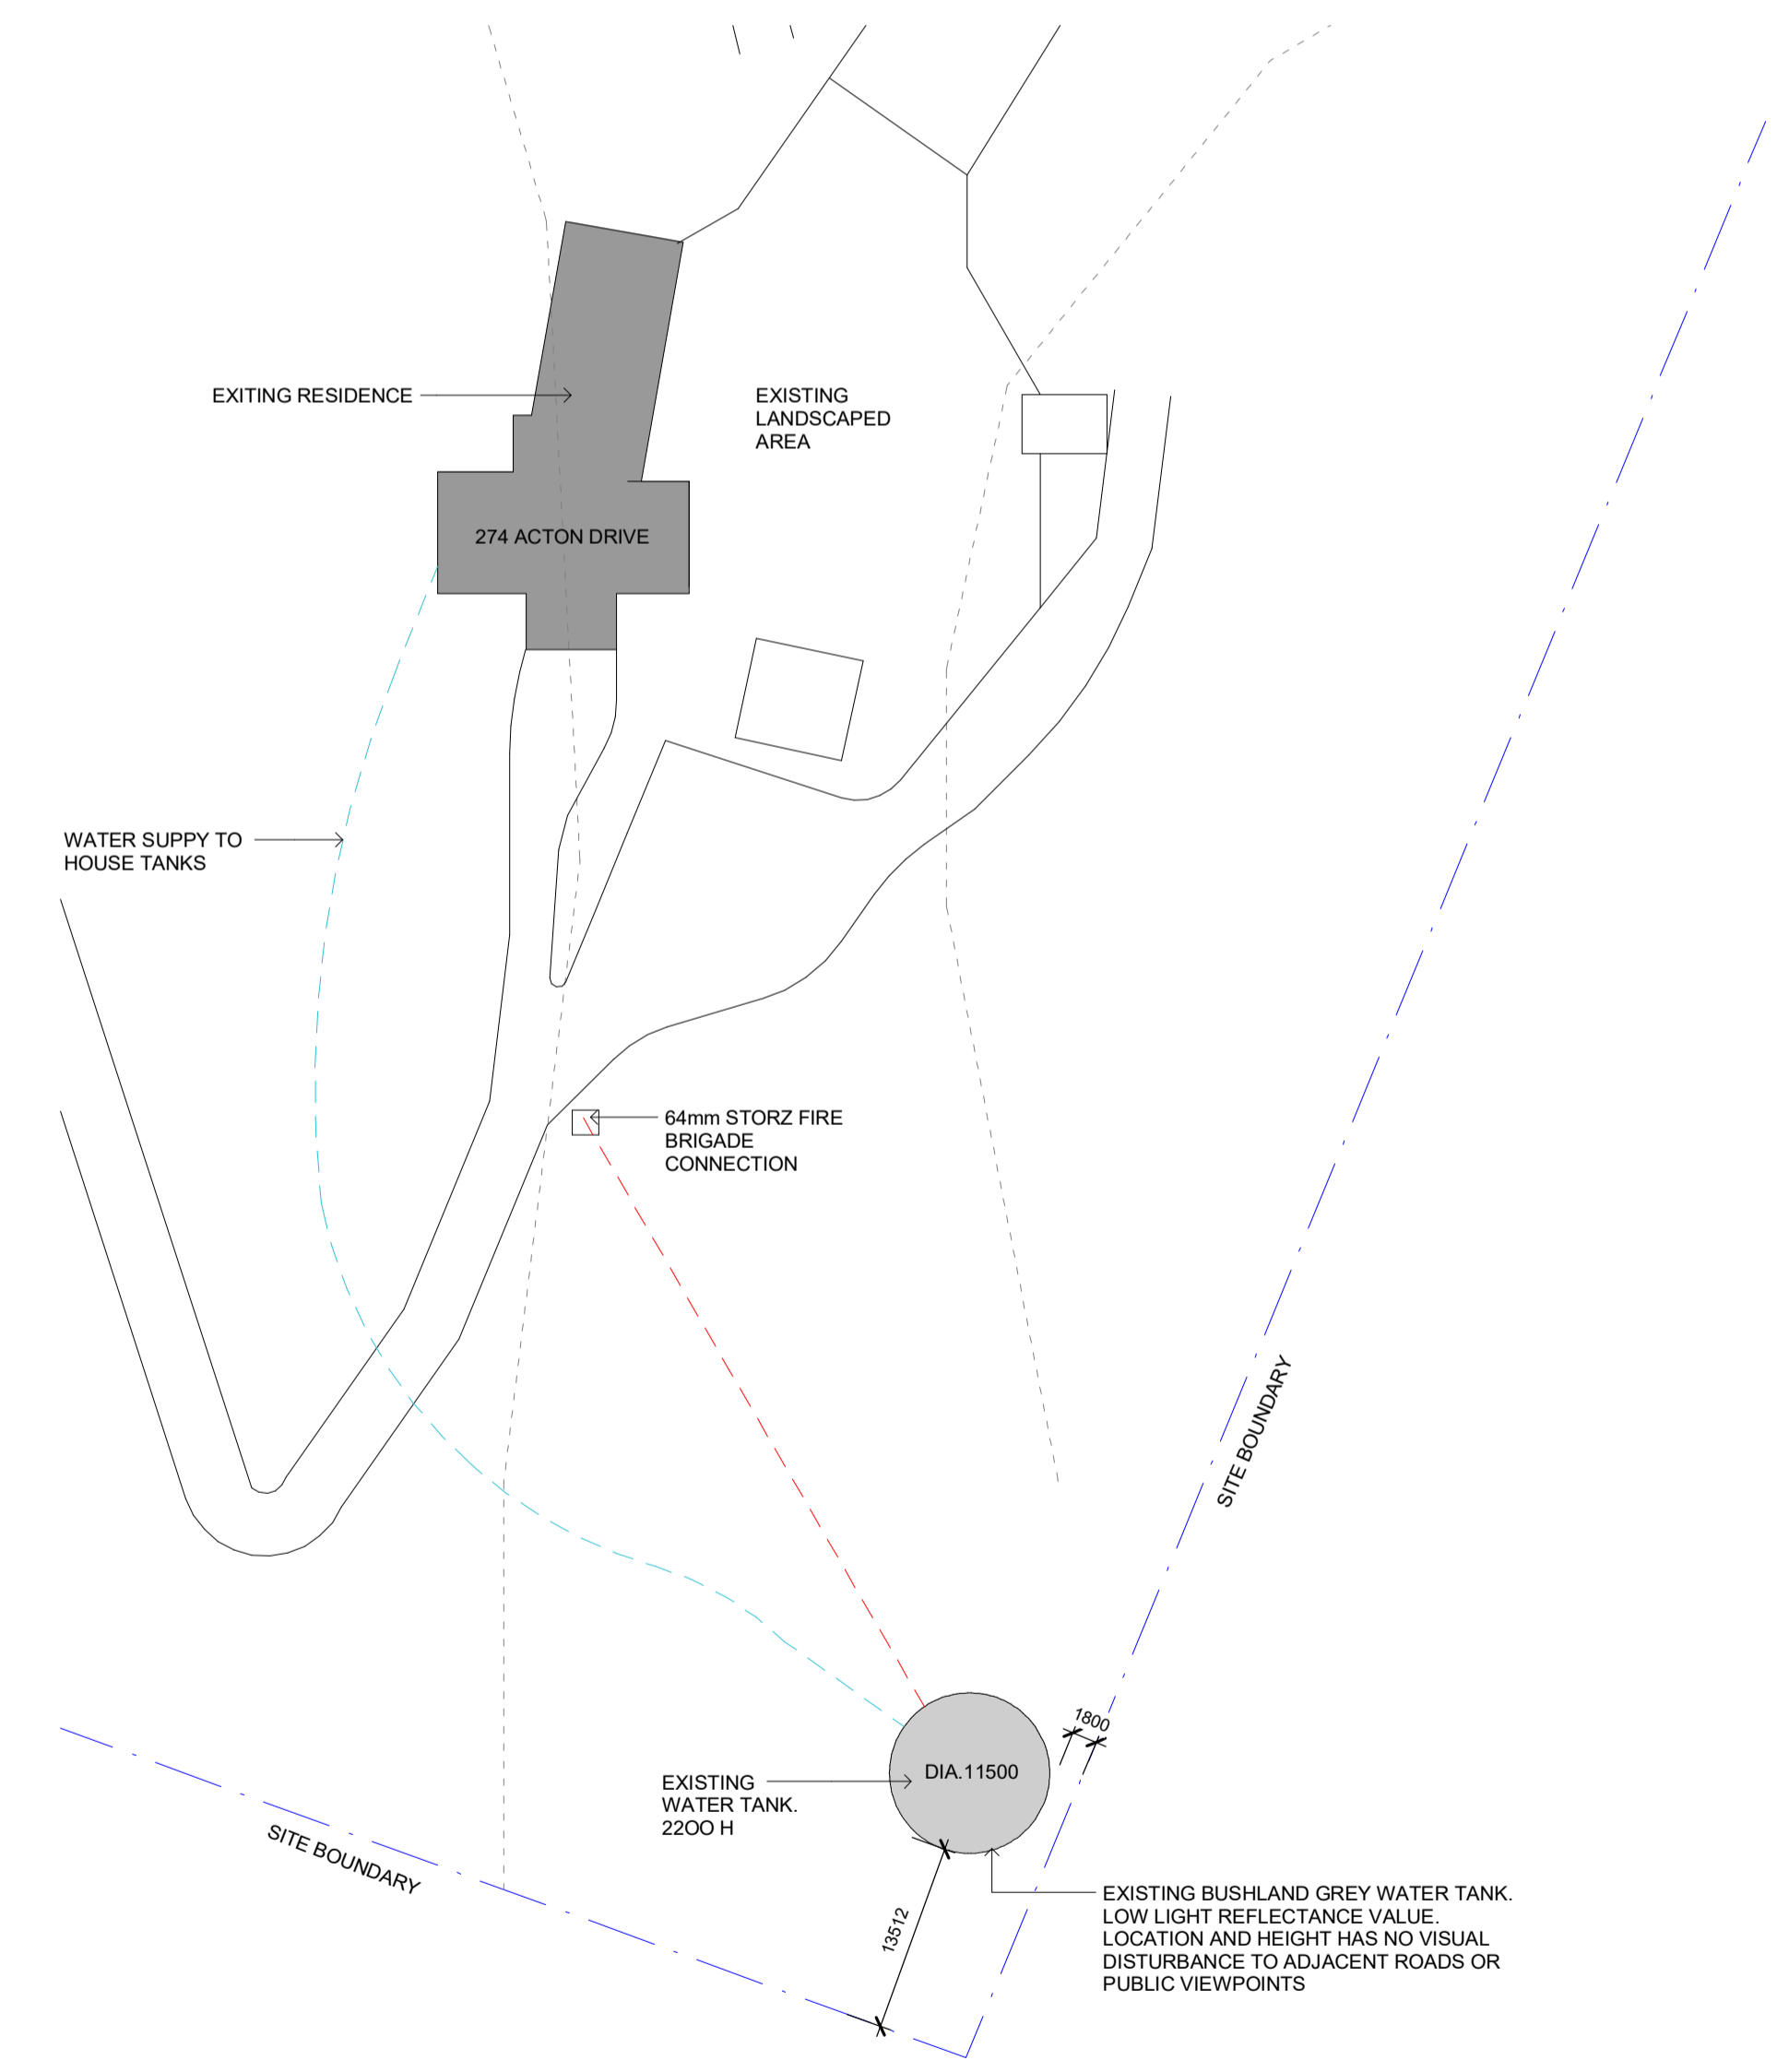 EXITING RESIDENCE
EXISTING
LANDSCAPED
AREA
274 ACTON DRIVE
WATER SUPPY TO
HOUSE TANKS
64mm STORZ FIRE
BRIGADE
CONNECTION
SITE BOUNDARY
1800
DIA.11500
EXISTING
WATER TANK.
22OO H
SITE BOUNDARY
13512
EXISTING BUSHLAND GREY WATER TANK.
LOW LIGHT REFLECTANCE VALUE.
LOCATION AND HEIGHT HAS NO VISUAL
DISTURBANCE TO ADJACENT ROADS OR
PUBLIC VIEWPOINTS